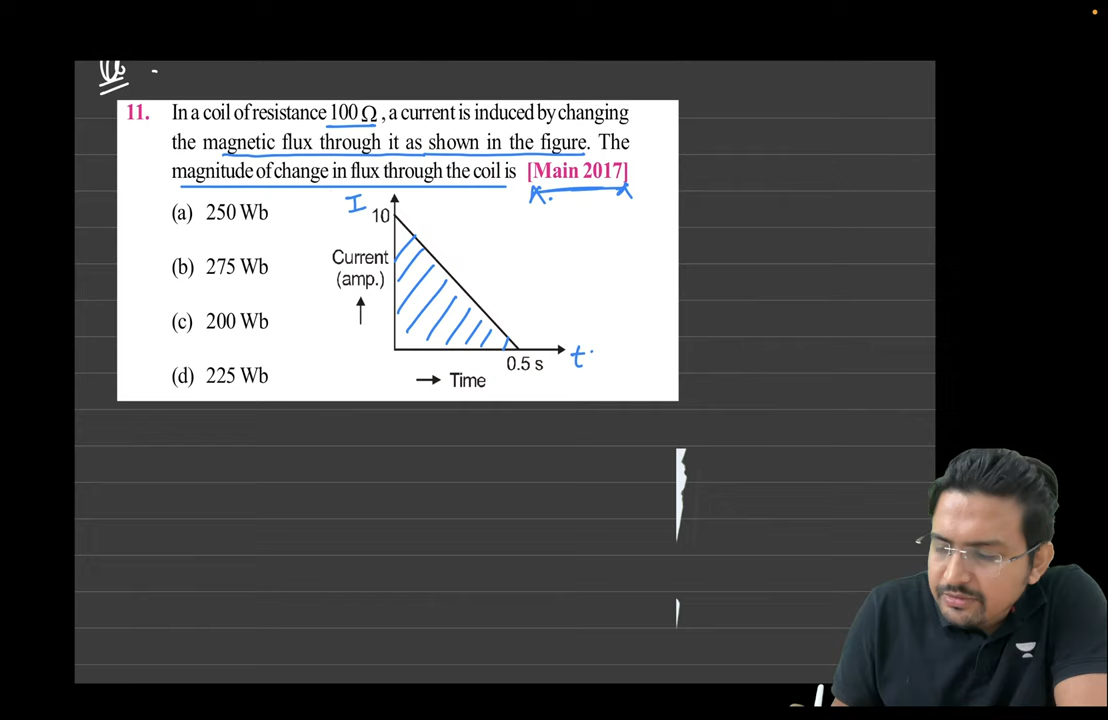 11. In a coil of resistance 100 Ω, a current is induced by changing
the magnetic flux through it as shown in the figure. The
magnitude of change in flux through the coil is [Main 2017]
(a) 250 Wb
(b) 275 Wb
(c) 200 Wb
(d) 225 Wb
I
10
Current
(amp.)
0.5 s
t
Time